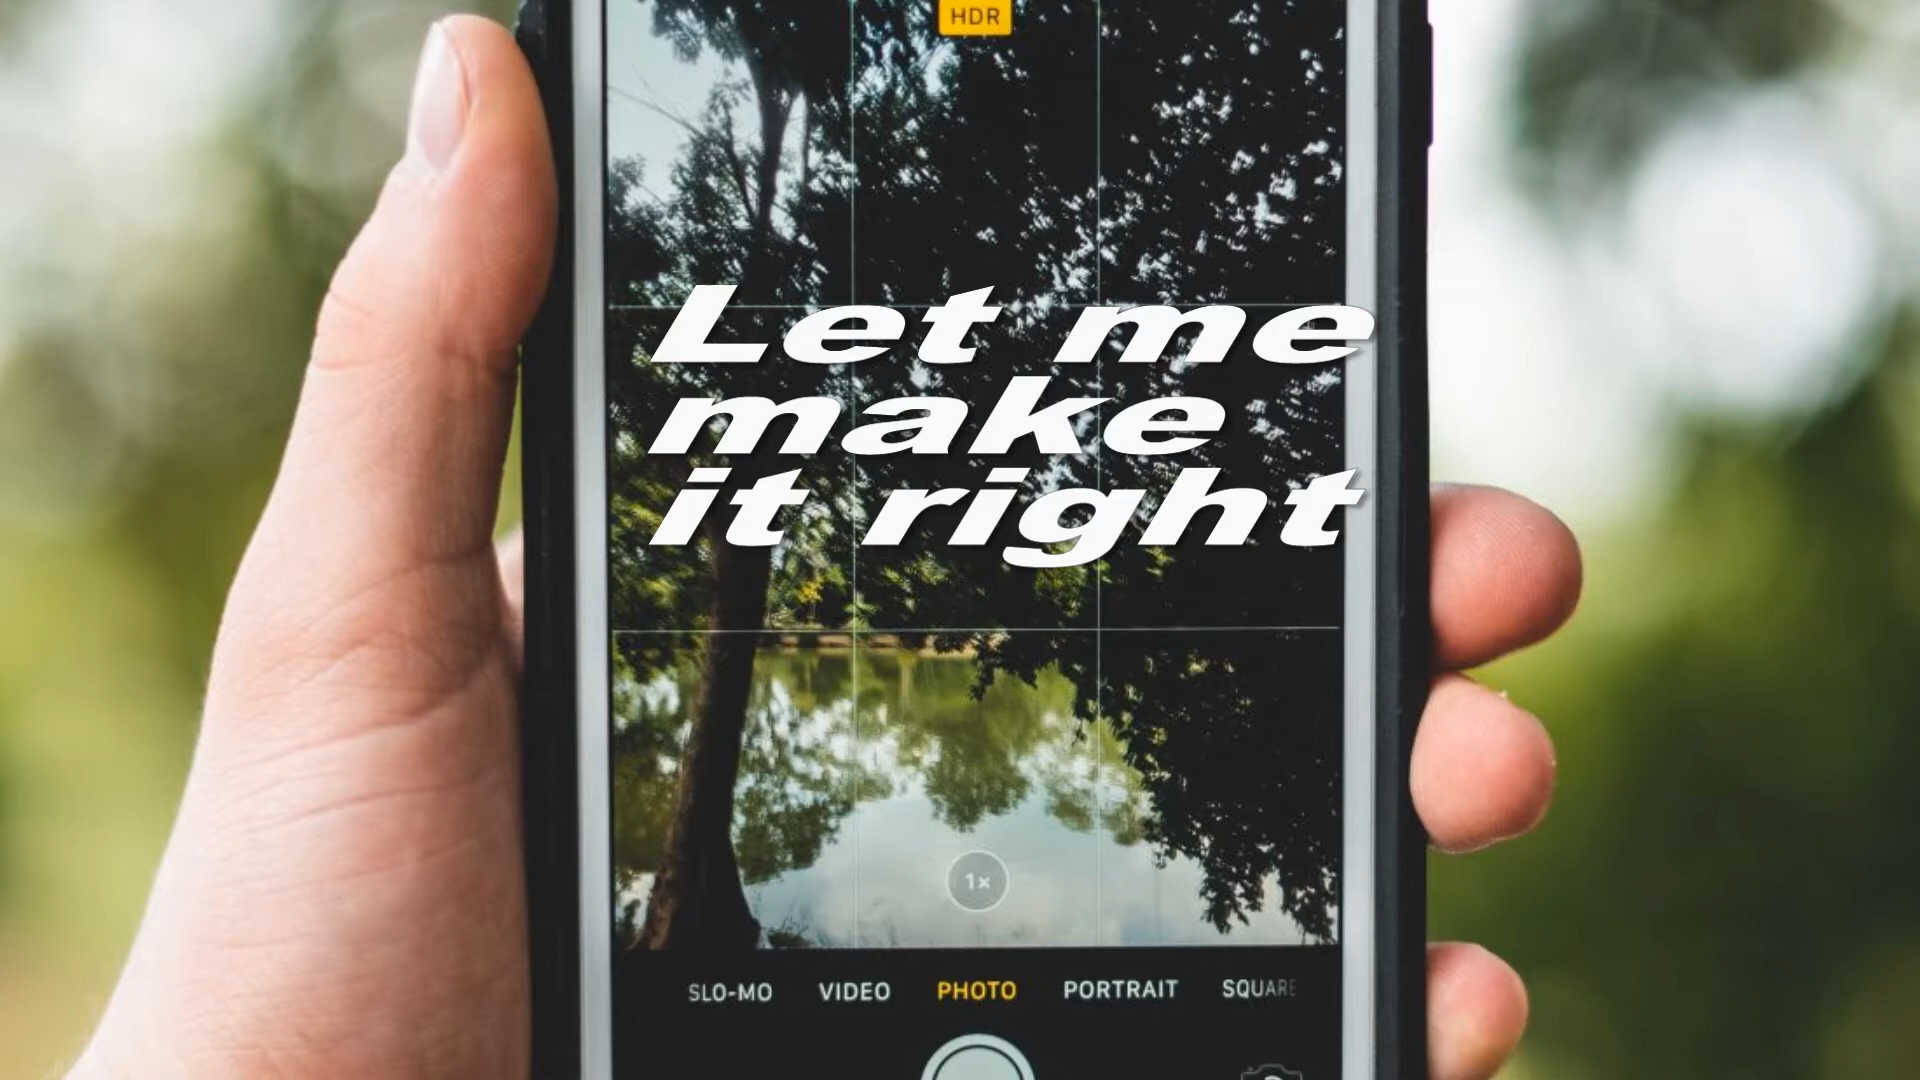 HDR
Let me
make
it right
1×
SLO-MO VIDEO PHOTO PORTRAIT SQUARE